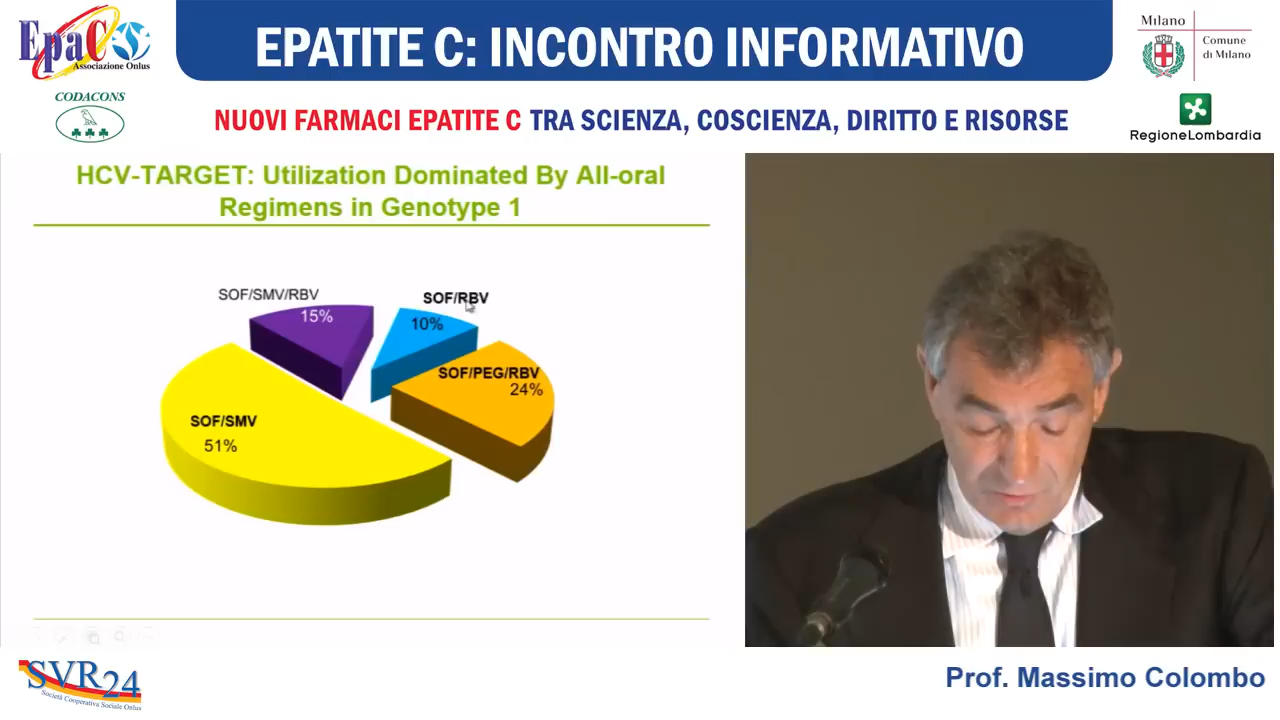 EpaC
Associazione Onlus
EPATITE C: INCONTRO INFORMATIVO
Milano
Comune
di Milano
CODACONS
NUOVI FARMACI EPATITE C TRA SCIENZA, COSCIENZA, DIRITTO E RISORSE
RegioneLombardia
HCV-TARGET: Utilization Dominated By All-oral
Regimens in Genotype 1
SOF/SMV/RBV
15%
SOF/RBV
10%
SOF/PEG/RBV
24%
SOF/SMV
51%
SVR24
Società Cooperativa Sociale Onlus
Prof. Massimo Colombo